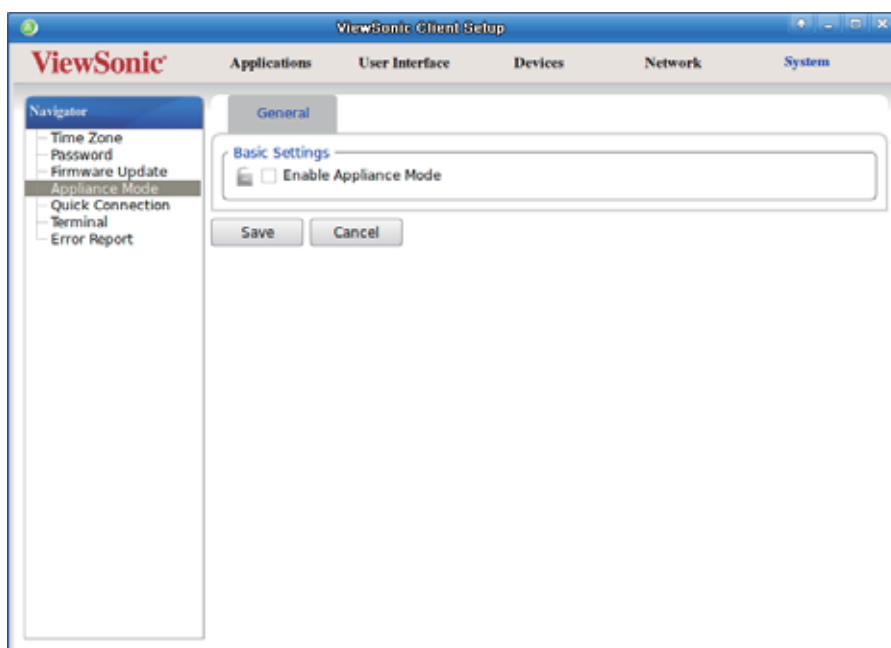 ViewSonic Client Setup
ViewSonic®
Applications User Interface Devices Network System
Navigator
Time Zone
Password
Firmware Update
Appliance Mode
Quick Connection
Terminal
Error Report
General
Basic Settings
Enable Appliance Mode
Save Cancel